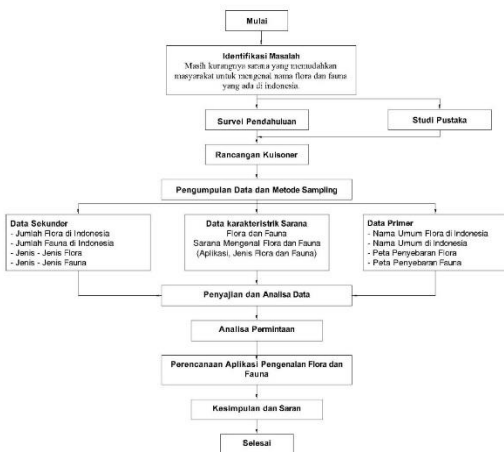 Mulai
Identifikasi Masalah
Masih kurangnya sarana yang memudahkan
masyarakat untuk mengenai nama flora dan fauna
yang ada di indonesia.
Survei Pendahuluan
Studi Pustaka
Rancangan Kuisoner
Pengumpulan Data dan Metode Sampling
Data Sekunder
- Jumlah Flora di Indonesia
- Jumlah Fauna di Indonesia
- Jenis - Jenis Flora
- Jenis - Jenis Fauna
Data karakteristrik Sarana
Flora dan Fauna
Sarana Mengenal Flora dan Fauna
(Aplikasi, Jenis Flora dan Fauna)
Data Primer
- Nama Umum Flora di Indonesia
- Nama Umum di Indonesia
- Peta Penyebaran Flora
- Peta Penyebaran Fauna
Penyajian dan Analisa Data
Analisa Permintaan
Perencanaan Aplikasi Pengenalan Flora dan
Fauna
Kesimpulan dan Saran
Selesai